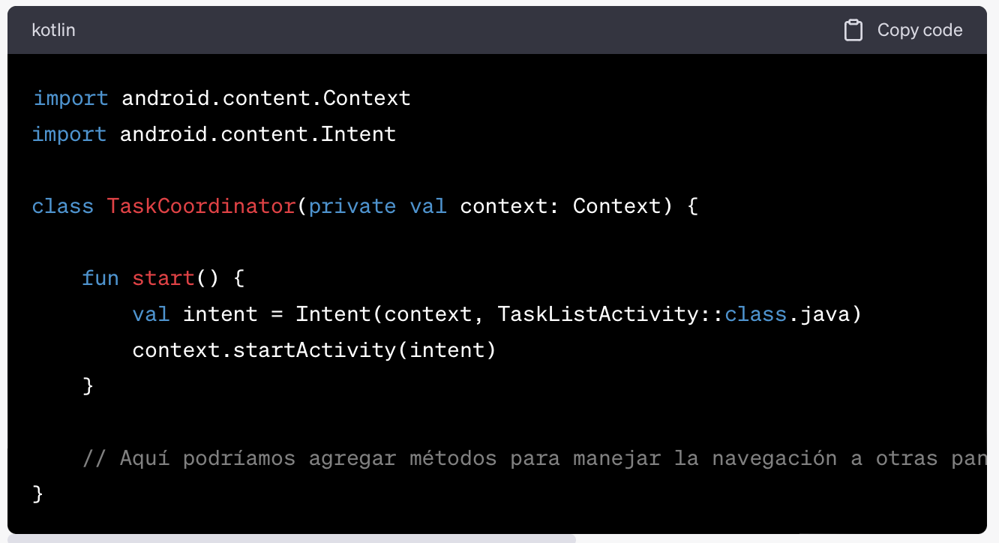 kotlin
Copy code
import android.content.Context
import android.content.Intent
class TaskCoordinator(private val context: Context) {
    fun start() {
        val intent = Intent(context, TaskListActivity::class.java)
        context.startActivity(intent)
    }
    // Aquí podríamos agregar métodos para manejar la navegación a otras pan
}